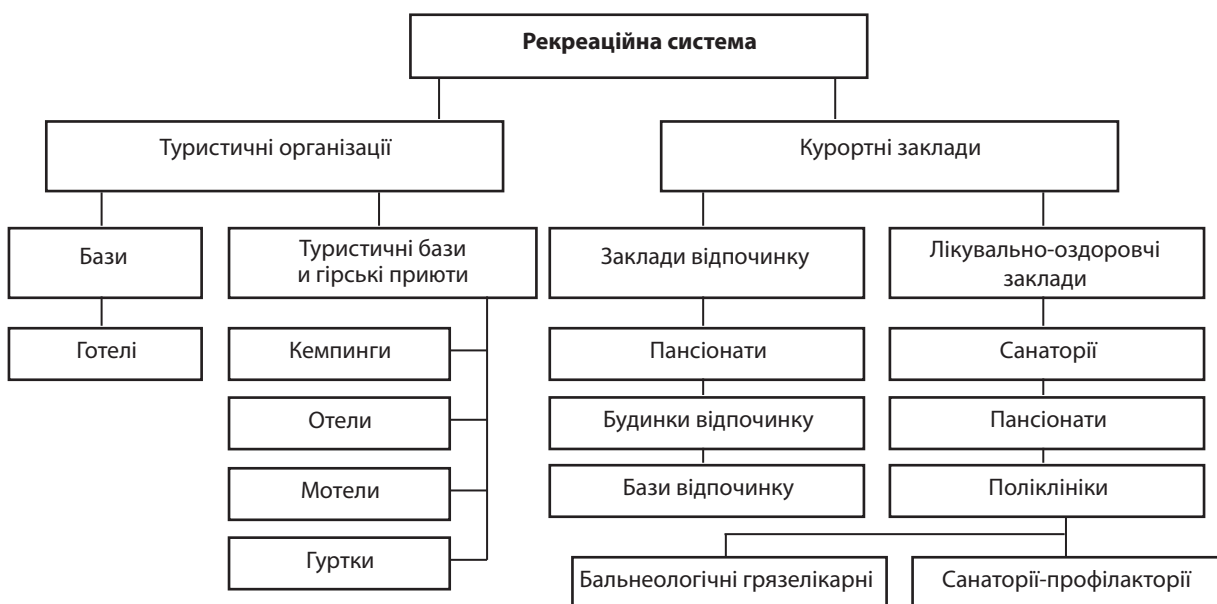 Рекреаційна система
Туристичні організації
Курортні заклади
Бази
Туристичні бази
и гірські приюти
Заклади відпочинку
Лікувально-оздоровчі
заклади
Готелі
Кемпинги
Пансіонати
Санаторії
Отели
Будинки відпочинку
Пансіонати
Мотели
Бази відпочинку
Поліклініки
Гуртки
Бальнеологічні грязелікарні
Санаторії-профілакторії